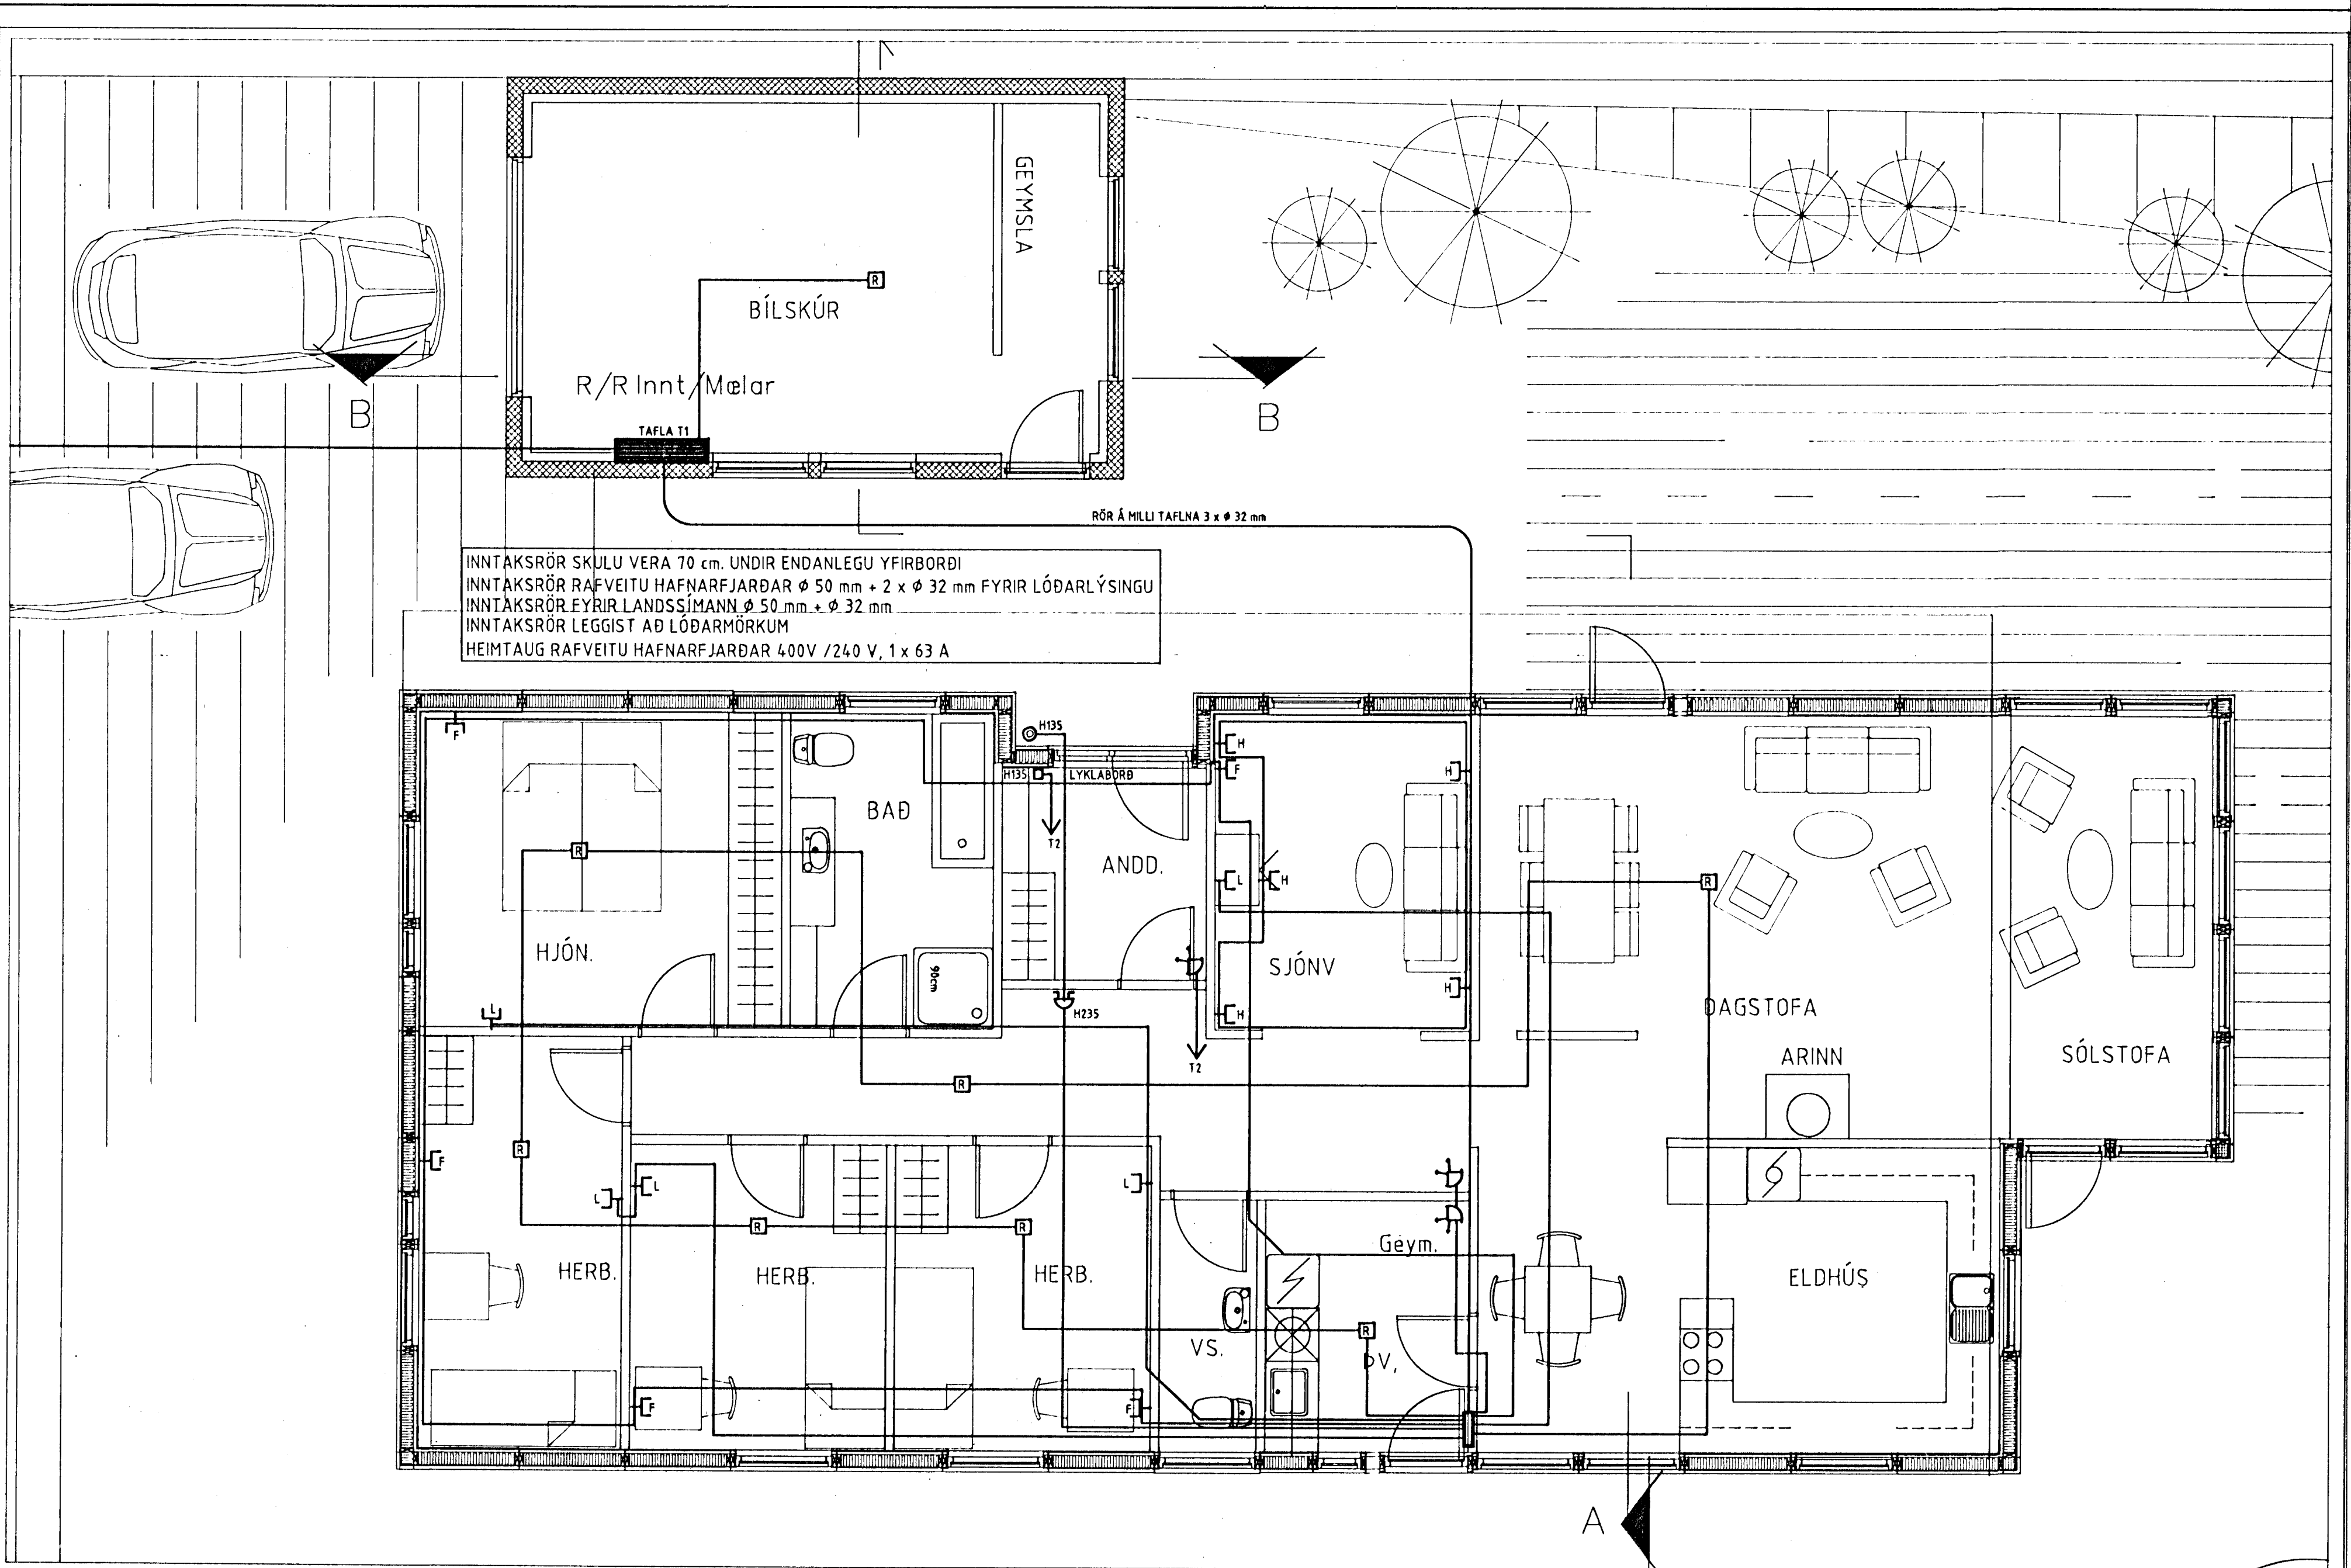 GEYMSLA
R
BÍLSKÚR
R/R Innt/Mælar
B
B
TAFLA T1
RÖR Á MILLI TAFLNA 3 x ϕ 32 mm
INNTAKSRÖR SKULU VERA 70 cm. UNDIR ENDANLEGU YFIRBORÐI
INNTAKSRÖR RAFVEITU HAFNARFJARÐAR ϕ 50 mm + 2 x ϕ 32 mm FYRIR LÓÐARLÝSINGU
INNTAKSRÖR FYRIR LANDSSÍMANN ϕ 50 mm + ϕ 32 mm
INNTAKSRÖR LEGGIST AÐ LÓÐARMÖRKUM
HEIMTAUG RAFVEITU HAFNARFJARÐAR 400V /240 V, 1 x 63 A
F
H135
H
F
H
H135
LYKLABORÐ
BAÐ
T2
ANDD.
R
L
H
R
HJÓN.
90cm
SJÓNV
H
L
H235
H
DAGSTOFA
T2
ARINN
SÓLSTOFA
R
R
F
L
L
L
R
R
Geym.
HERB.
HERB.
HERB.
ELDHÚS
VS.
R
ÞV,
F
F
A